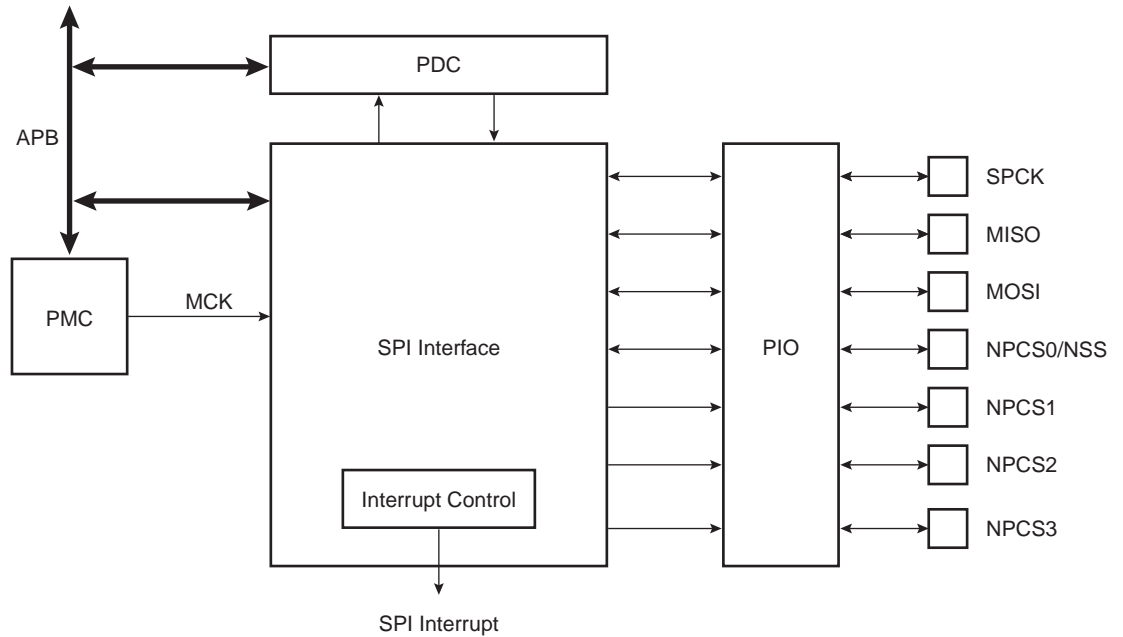 PDC
APB
SPCK
MISO
MCK
MOSI
PMC
SPI Interface
PIO
NPCS0/NSS
NPCS1
NPCS2
Interrupt Control
NPCS3
SPI Interrupt